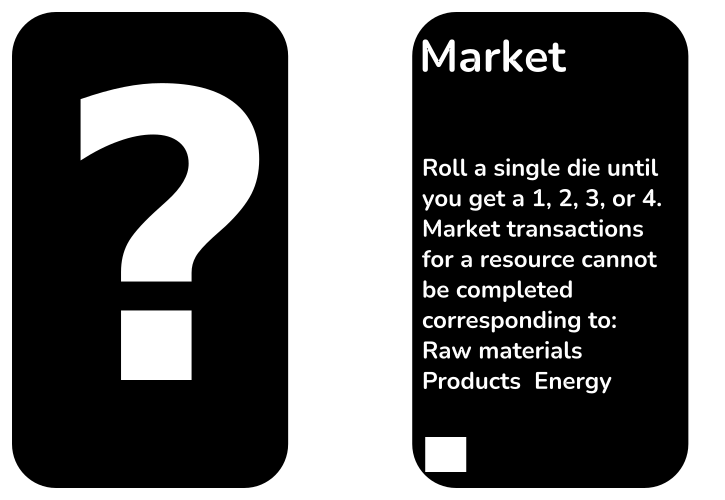 ?
Market
Roll a single die until
you get a 1, 2, 3, or 4.
Market transactions
for a resource cannot
be completed
corresponding to:
Raw materials
Products  Energy